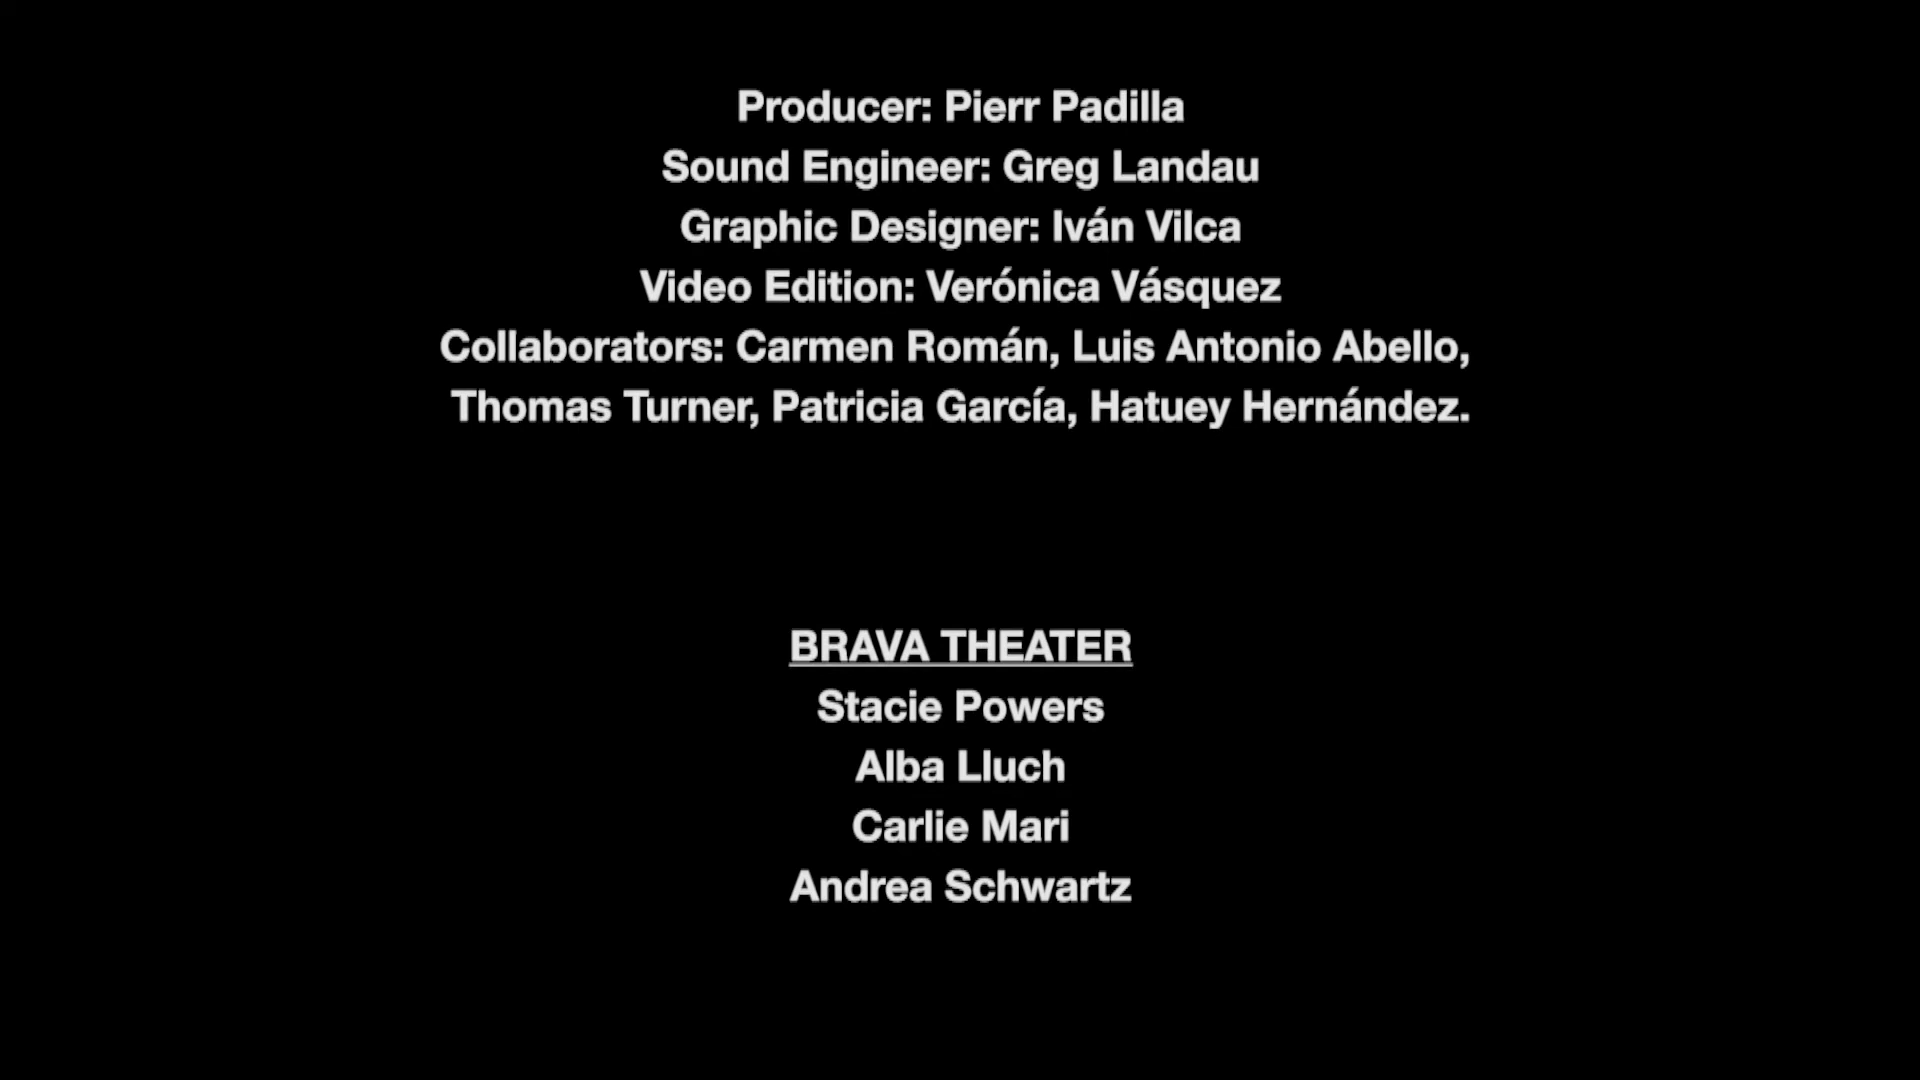 Producer: Pierr Padilla
Sound Engineer: Greg Landau
Graphic Designer: Iván Vilca
Video Edition: Verónica Vásquez
Collaborators: Carmen Román, Luis Antonio Abello,
Thomas Turner, Patricia García, Hatuey Hernández.
BRAVA THEATER
Stacie Powers
Alba Lluch
Carlie Mari
Andrea Schwartz